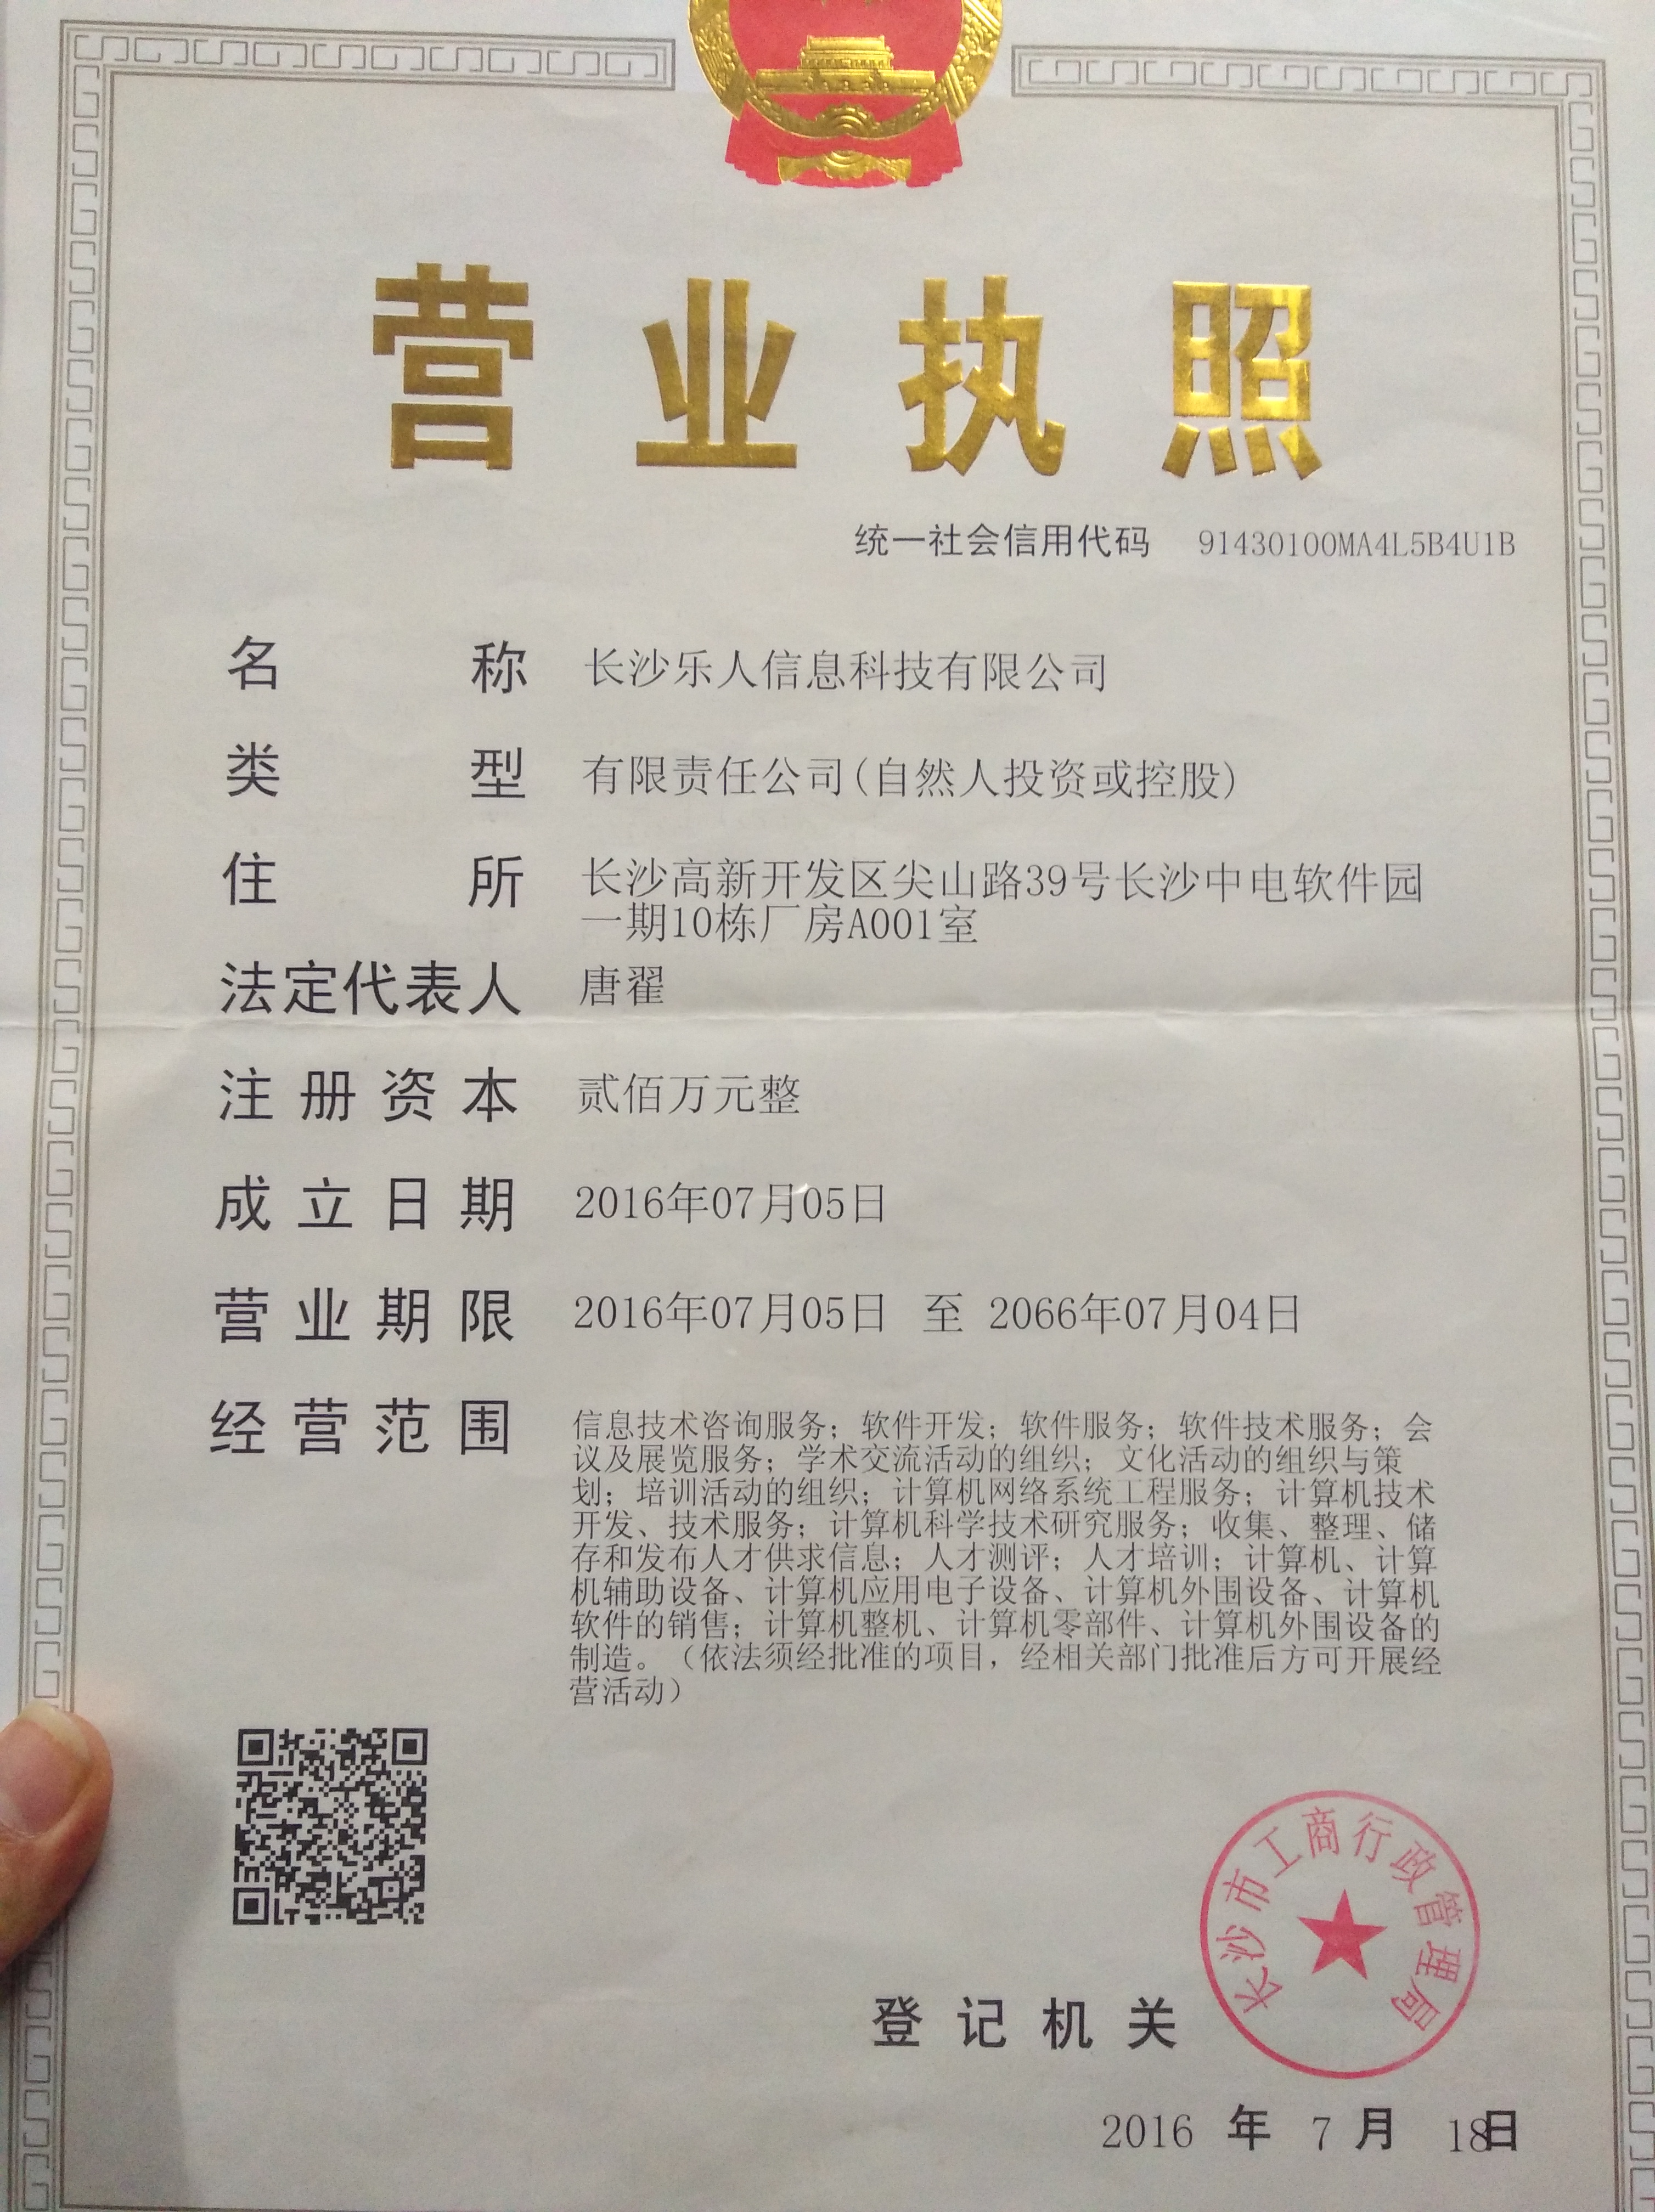 营业执照
统一社会信用代码 91430100MA4L5B4U1B
名称 长沙乐人信息科技有限公司
类型 有限责任公司(自然人投资或控股)
住所 长沙高新开发区尖山路39号长沙中电软件园
一期10栋厂房A001室
法定代表人 唐翟
注册资本 贰佰万元整
成立日期 2016年07月05日
营业期限 2016年07月05日 至 2066年07月04日
经营范围 信息技术咨询服务；软件开发；软件服务；软件技术服务；会
议及展览服务；学术交流活动的组织；文化活动的组织与策
划；培训活动的组织；计算机网络系统工程服务；计算机技术
开发、技术服务；计算机科学技术研究服务；收集、整理、储
存和发布人才供求信息；人才测评；人才培训；计算机、计算
机辅助设备、计算机应用电子设备、计算机外围设备、计算机
软件的销售；计算机整机、计算机零部件、计算机外围设备的
制造。（依法须经批准的项目，经相关部门批准后方可开展经
营活动）
长沙市工商行政管理局
登记机关
2016 年 7 月 18日